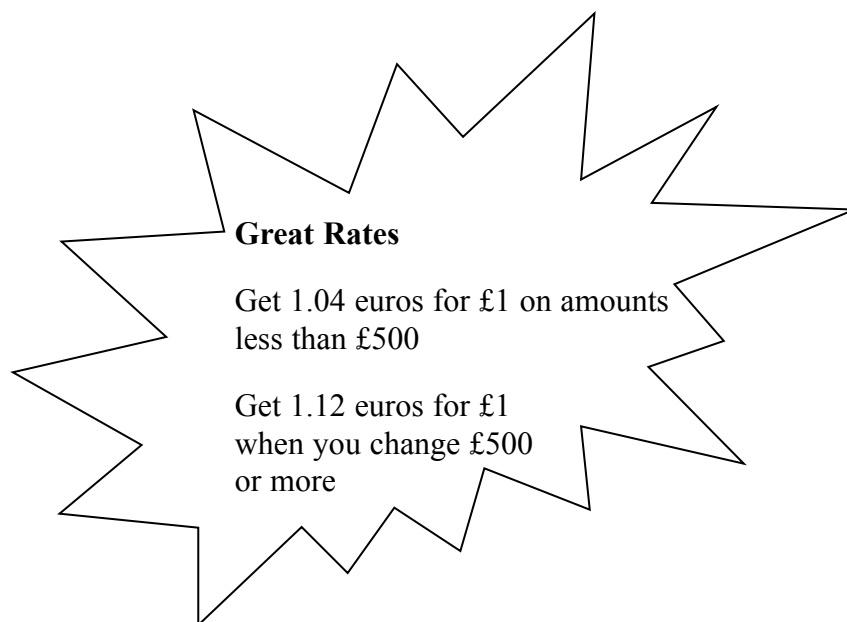 Great Rates
Get 1.04 euros for £1 on amounts
less than £500
Get 1.12 euros for £1
when you change £500
or more